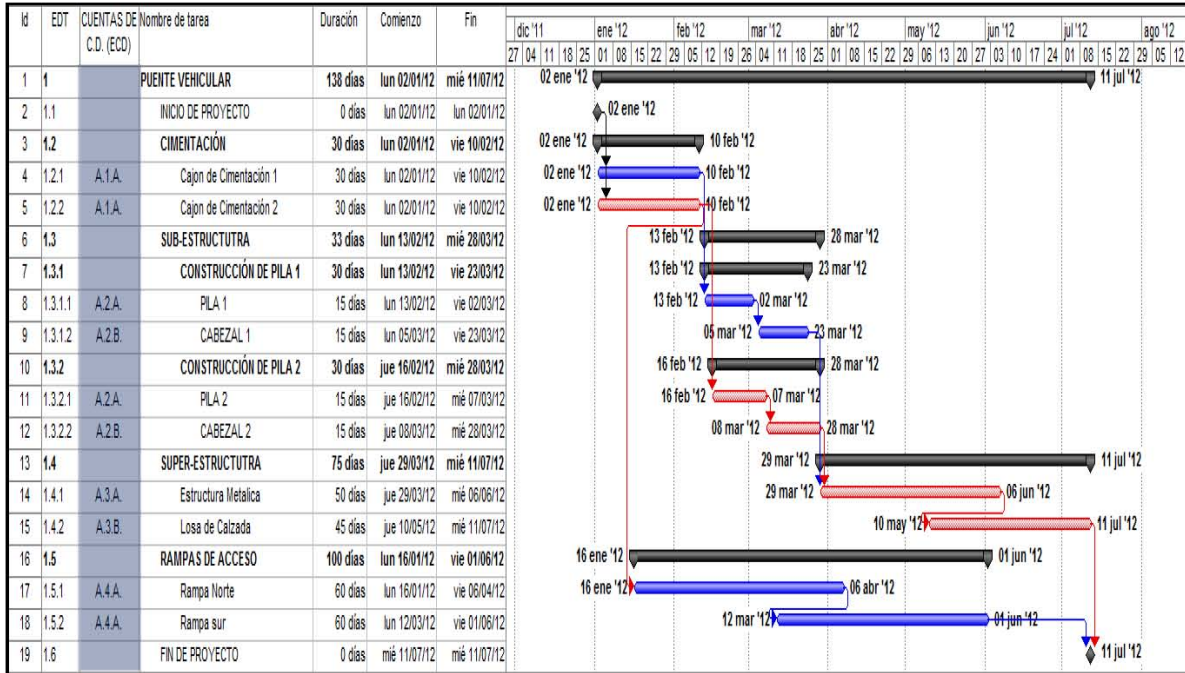 Id EDT CUENTAS DE C.D. (ECD) Nombre de tarea Duración Comienzo Fin
dic '11 ene '12 feb '12 mar '12 abr '12 may '12 jun '12 jul '12 ago '12
27 04 11 18 25 01 08 15 22 29 05 12 19 26 04 11 18 25 01 08 15 22 29 06 13 20 27 03 10 17 24 01 08 15 22 29 05 12
1 1 PUENTE VEHICULAR 138 días lun 02/01/12 mié 11/07/12 02 ene '12 11 jul '12
2 1.1 INICIO DE PROYECTO 0 días lun 02/01/12 lun 02/01/12 02 ene '12
3 1.2 CIMENTACIÓN 30 días lun 02/01/12 vie 10/02/12 02 ene '12 10 feb '12
4 1.2.1 A.1.A. Cajon de Cimentación 1 30 días lun 02/01/12 vie 10/02/12 02 ene '12 10 feb '12
5 1.2.2 A.1.A. Cajon de Cimentación 2 30 días lun 02/01/12 vie 10/02/12 02 ene '12 10 feb '12
6 1.3 SUB-ESTRUCTUTRA 33 días lun 13/02/12 mié 28/03/12 13 feb '12 28 mar '12
7 1.3.1 CONSTRUCCIÓN DE PILA 1 30 días lun 13/02/12 vie 23/03/12 13 feb '12 23 mar '12
8 1.3.1.1 A.2.A. PILA 1 15 días lun 13/02/12 vie 02/03/12 13 feb '12 02 mar '12
9 1.3.1.2 A.2.B. CABEZAL 1 15 días lun 05/03/12 vie 23/03/12 05 mar '12 23 mar '12
10 1.3.2 CONSTRUCCIÓN DE PILA 2 30 días jue 16/02/12 mié 28/03/12 16 feb '12 28 mar '12
11 1.3.2.1 A.2.A. PILA 2 15 días jue 16/02/12 mié 07/03/12 16 feb '12 07 mar '12
12 1.3.2.2 A.2.B. CABEZAL 2 15 días jue 08/03/12 mié 28/03/12 08 mar '12 28 mar '12
13 1.4 SUPER-ESTRUCTUTRA 75 días jue 29/03/12 mié 11/07/12 29 mar '12 11 jul '12
14 1.4.1 A.3.A. Estructura Metalica 50 días jue 29/03/12 mié 06/06/12 29 mar '12 06 jun '12
15 1.4.2 A.3.B. Losa de Calzada 45 días jue 10/05/12 mié 11/07/12 10 may '12 11 jul '12
16 1.5 RAMPAS DE ACCESO 100 días lun 16/01/12 vie 01/06/12 16 ene '12 01 jun '12
17 1.5.1 A.4.A. Rampa Norte 60 días lun 16/01/12 vie 06/04/12 16 ene '12 06 abr '12
18 1.5.2 A.4.A. Rampa sur 60 días lun 12/03/12 vie 01/06/12 12 mar '12 01 jun '12
19 1.6 FIN DE PROYECTO 0 días mié 11/07/12 mié 11/07/12 11 jul '12